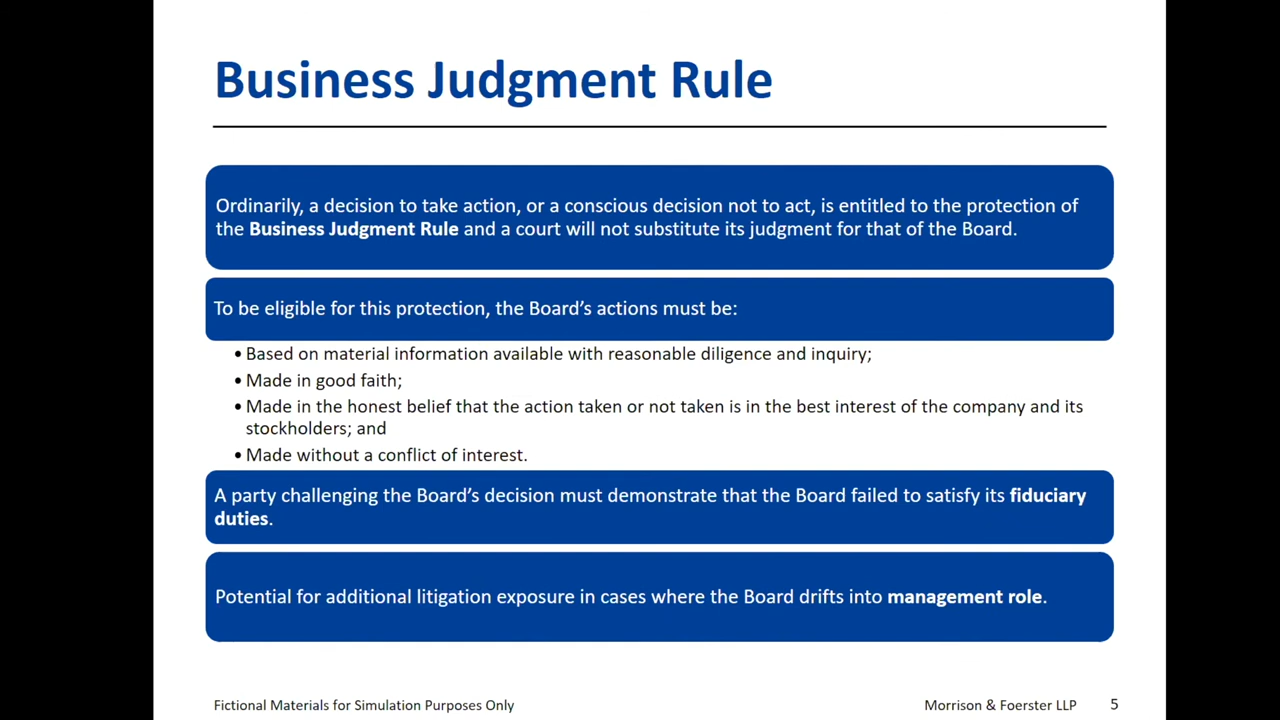 Business Judgment Rule
Ordinarily, a decision to take action, or a conscious decision not to act, is entitled to the protection of
the Business Judgment Rule and a court will not substitute its judgment for that of the Board.
To be eligible for this protection, the Board's actions must be:
• Based on material information available with reasonable diligence and inquiry;
• Made in good faith;
• Made in the honest belief that the action taken or not taken is in the best interest of the company and its
stockholders; and
• Made without a conflict of interest.
A party challenging the Board's decision must demonstrate that the Board failed to satisfy its fiduciary
duties.
Potential for additional litigation exposure in cases where the Board drifts into management role.
Fictional Materials for Simulation Purposes Only
Morrison & Foerster LLP 5